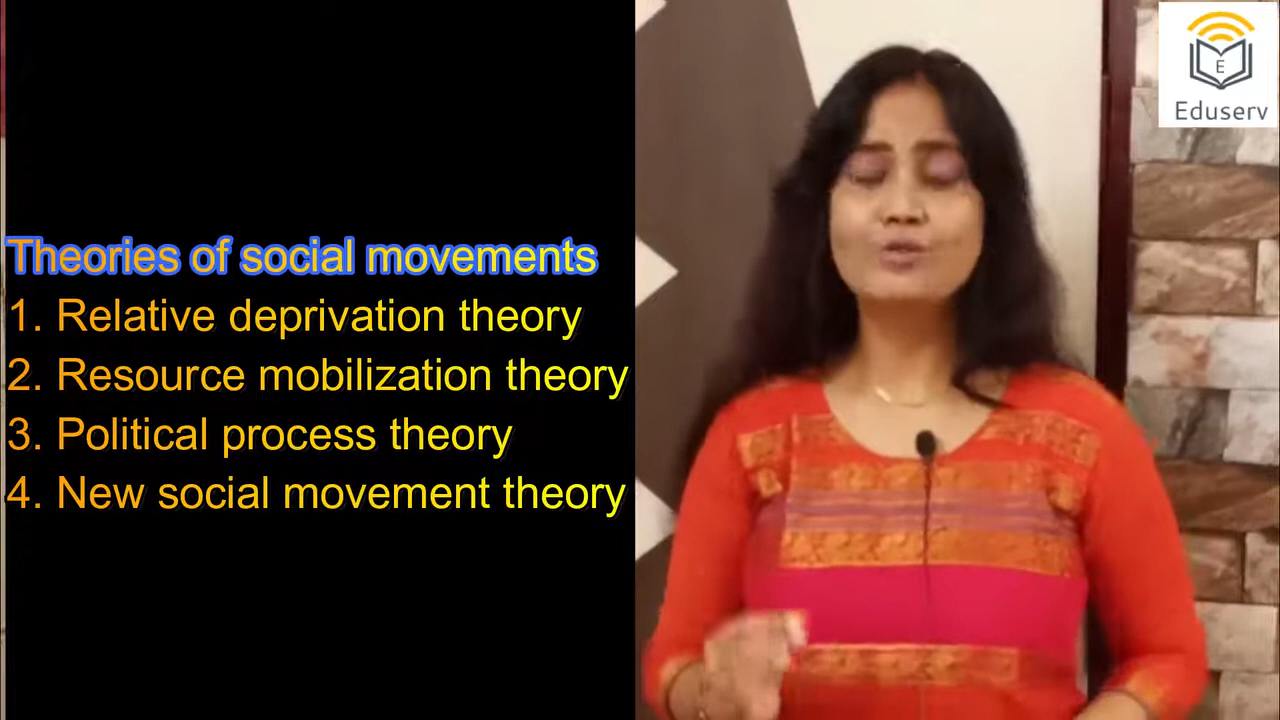 Theories of social movements
1. Relative deprivation theory
2. Resource mobilization theory
3. Political process theory
4. New social movement theory
E
Eduserv